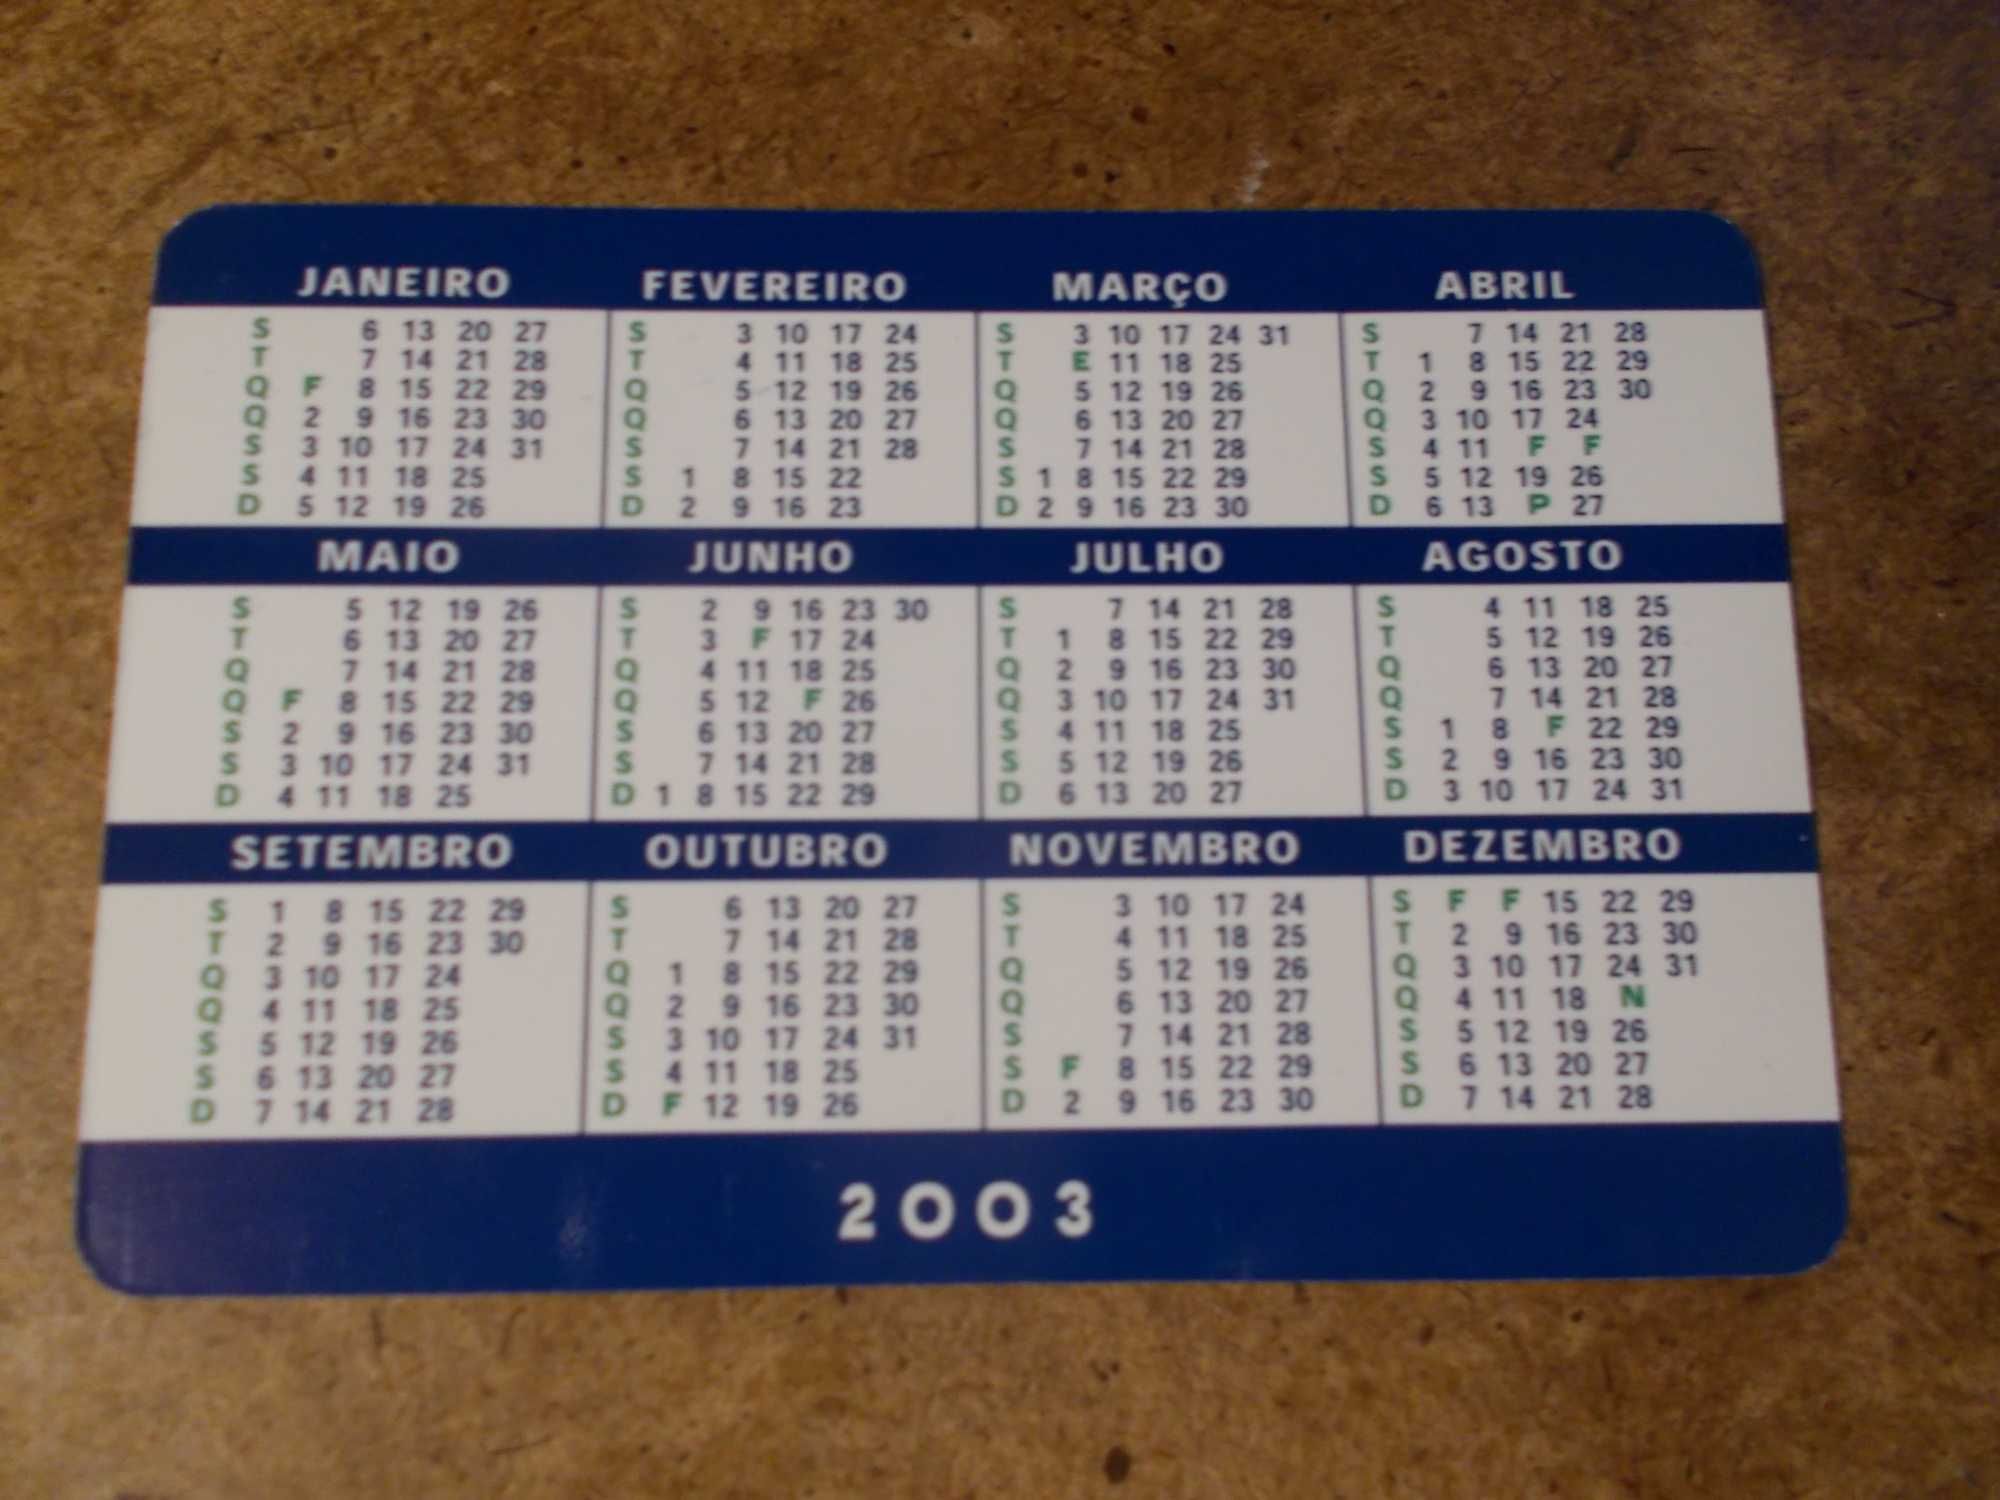 JANEIRO FEVEREIRO MARÇO ABRIL
S 6 13 20 27 S 3 10 17 24 S 3 10 17 24 31 S 7 14 21 28
T 7 14 21 28 T 4 11 18 25 T E 11 18 25 T 1 8 15 22 29
Q F 8 15 22 29 Q 5 12 19 26 Q 5 12 19 26 Q 2 9 16 23 30
Q 2 9 16 23 30 Q 6 13 20 27 Q 6 13 20 27 Q 3 10 17 24
S 3 10 17 24 31 S 7 14 21 28 S 7 14 21 28 S 4 11 F F
S 4 11 18 25 S 1 8 15 22 S 1 8 15 22 29 S 5 12 19 26
D 5 12 19 26 D 2 9 16 23 D 2 9 16 23 30 D 6 13 P 27
MAIO JUNHO JULHO AGOSTO
S 5 12 19 26 S 2 9 16 23 30 S 7 14 21 28 S 4 11 18 25
T 6 13 20 27 T 3 F 17 24 T 1 8 15 22 29 T 5 12 19 26
Q 7 14 21 28 Q 4 11 18 25 Q 2 9 16 23 30 Q 6 13 20 27
Q F 8 15 22 29 Q 5 12 F 26 Q 3 10 17 24 31 Q 7 14 21 28
S 2 9 16 23 30 S 6 13 20 27 S 4 11 18 25 S 1 8 F 22 29
S 3 10 17 24 31 S 7 14 21 28 S 5 12 19 26 S 2 9 16 23 30
D 4 11 18 25 D 1 8 15 22 29 D 6 13 20 27 D 3 10 17 24 31
SETEMBRO OUTUBRO NOVEMBRO DEZEMBRO
S 1 8 15 22 29 S 6 13 20 27 S 3 10 17 24 S F F 15 22 29
T 2 9 16 23 30 T 7 14 21 28 T 4 11 18 25 T 2 9 16 23 30
Q 3 10 17 24 Q 1 8 15 22 29 Q 5 12 19 26 Q 3 10 17 24 31
Q 4 11 18 25 Q 2 9 16 23 30 Q 6 13 20 27 Q 4 11 18 N
S 5 12 19 26 S 3 10 17 24 31 S 7 14 21 28 S 5 12 19 26
S 6 13 20 27 S 4 11 18 25 S F 8 15 22 29 S 6 13 20 27
D 7 14 21 28 D F 12 19 26 D 2 9 16 23 30 D 7 14 21 28
2003